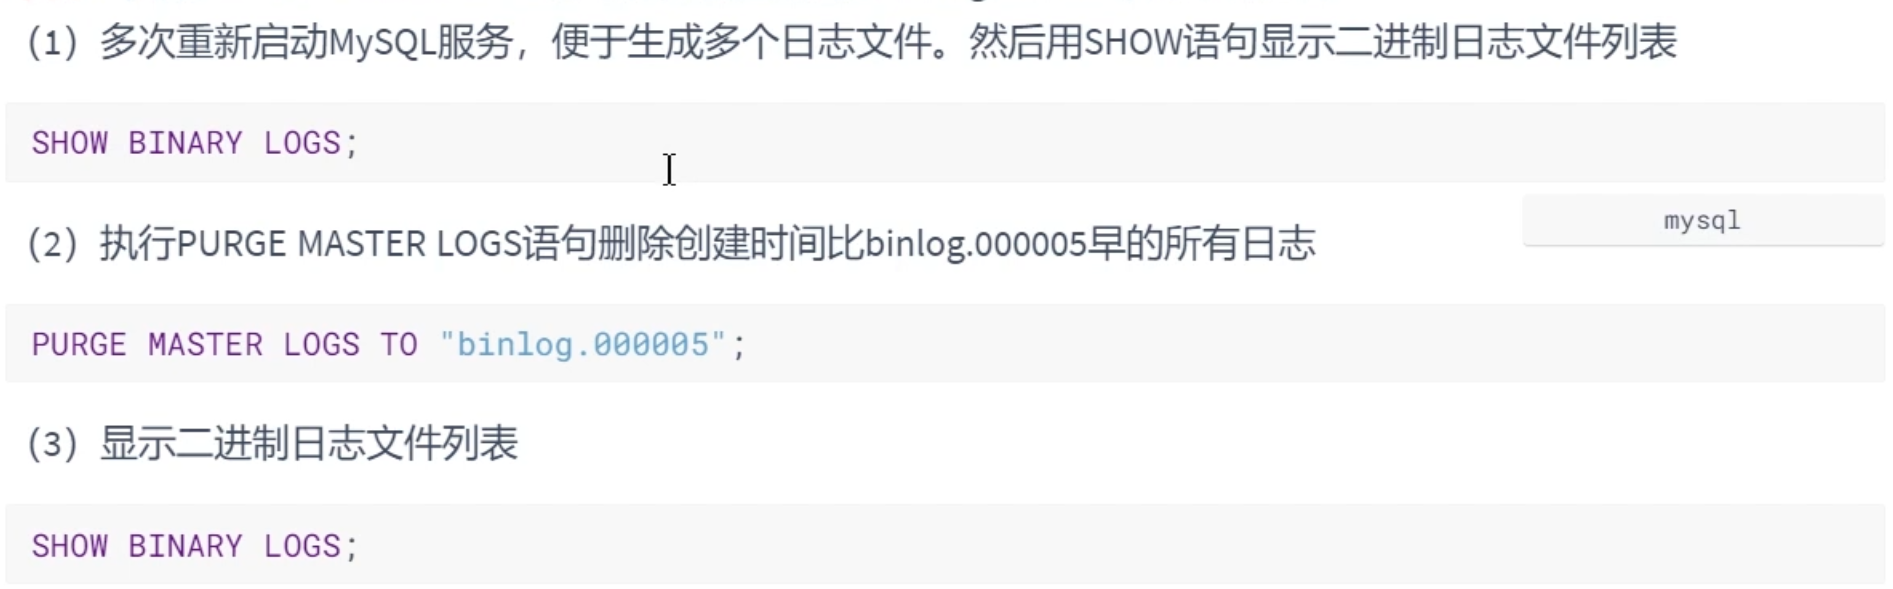 （1）多次重新启动MySQL服务，便于生成多个日志文件。然后用SHOW语句显示二进制日志文件列表
SHOW BINARY LOGS;
（2）执行PURGE MASTER LOGS语句删除创建时间比binlog.000005早的所有日志
mysql
PURGE MASTER LOGS TO "binlog.000005";
（3）显示二进制日志文件列表
SHOW BINARY LOGS;